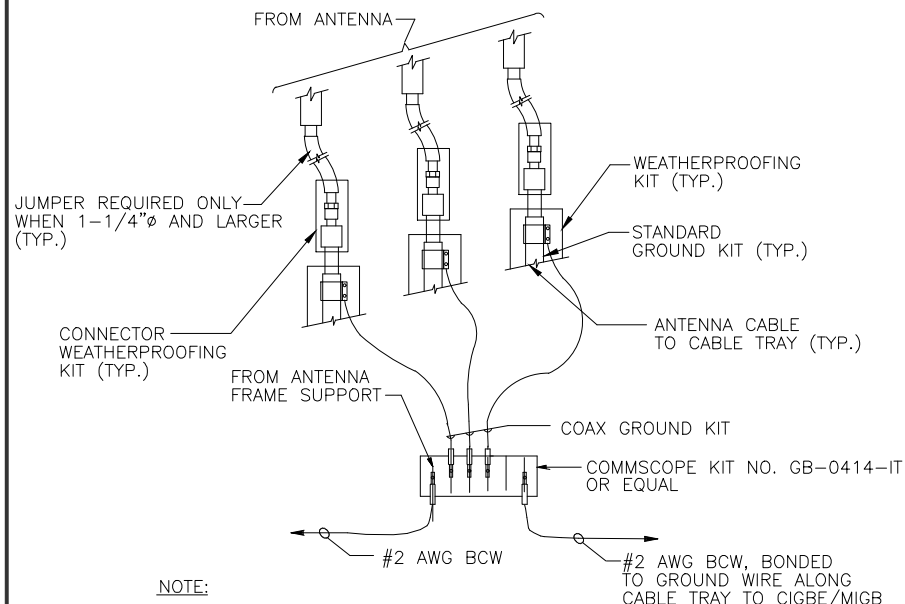 FROM ANTENNA
JUMPER REQUIRED ONLY
WHEN 1-1/4"ø AND LARGER
(TYP.)
WEATHERPROOFING
KIT (TYP.)
STANDARD
GROUND KIT (TYP.)
CONNECTOR
WEATHERPROOFING
KIT (TYP.)
ANTENNA CABLE
TO CABLE TRAY (TYP.)
FROM ANTENNA
FRAME SUPPORT
COAX GROUND KIT
COMMSCOPE KIT NO. GB-0414-IT
OR EQUAL
#2 AWG BCW
#2 AWG BCW, BONDED
TO GROUND WIRE ALONG
CABLE TRAY TO CIGBE/MIGB
NOTE: